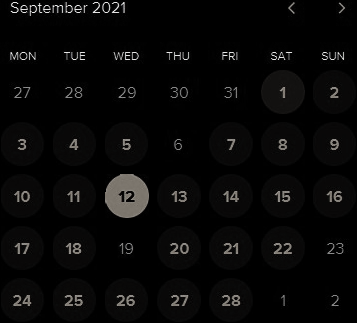 September 2021
MON TUE WED THU FRI SAT SUN
27 28 29 30 31 1 2
3 4 5 6 7 8 9
10 11 12 13 14 15 16
17 18 19 20 21 22 23
24 25 26 27 28 1 2